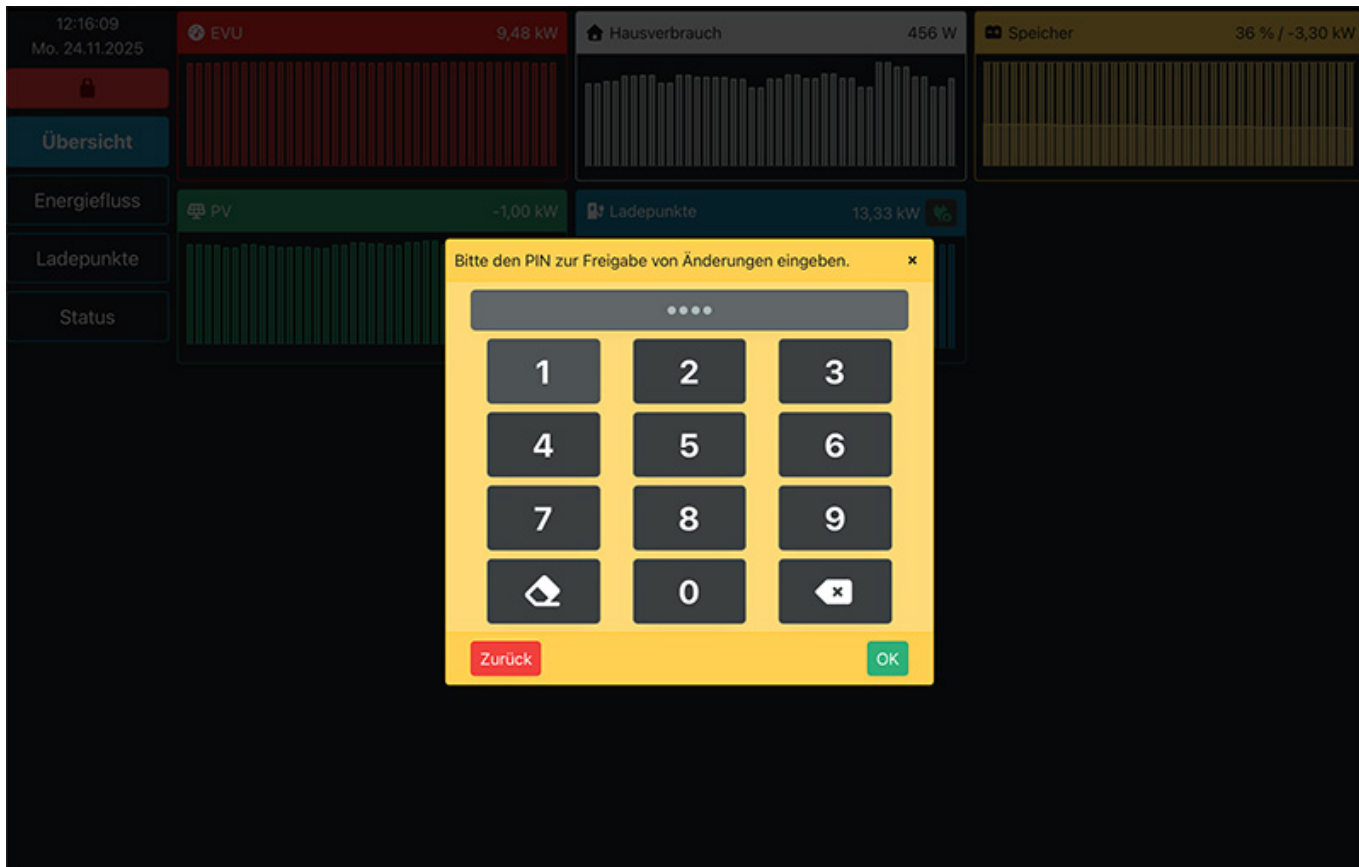 12:16:09
Mo. 24.11.2025
Übersicht
Energiefluss
Ladepunkte
Status
EVU 9,48 kW
Hausverbrauch 456 W
Speicher 36 % / -3,30 kW
PV -1,00 kW
Ladepunkte 13,33 kW
Bitte den PIN zur Freigabe von Änderungen eingeben.
••••
1 2 3
4 5 6
7 8 9
0
Zurück OK